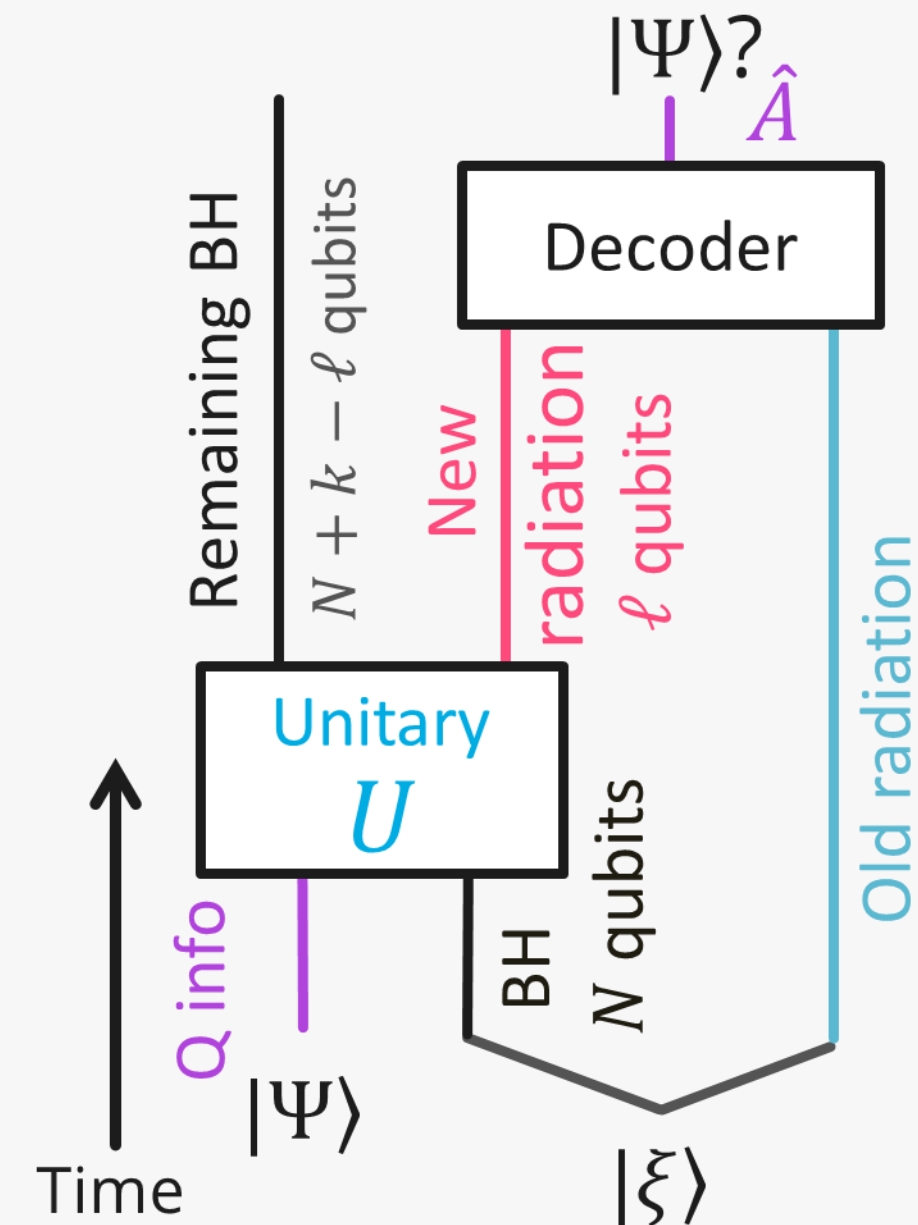 |Ψ⟩?
Â
Decoder
Remaining BH
N + k − ℓ qubits
New
radiation
ℓ qubits
Old radiation
Unitary
U
Q info
BH
N qubits
|Ψ⟩
|ξ⟩
Time